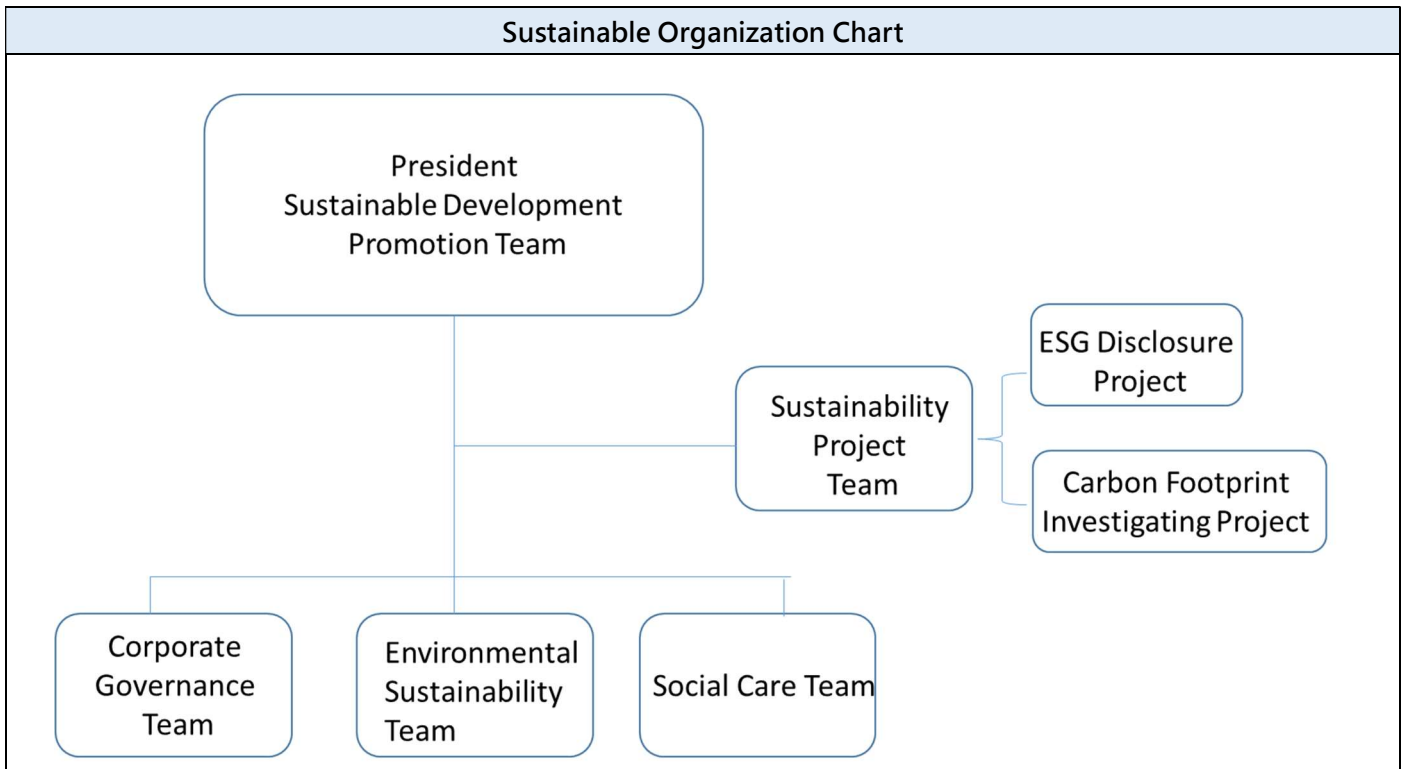 Sustainable Organization Chart
President
Sustainable Development
Promotion Team
ESG Disclosure
Project
Sustainability
Project
Team
Carbon Footprint
Investigating Project
Corporate
Governance
Team
Environmental
Sustainability
Team
Social Care Team